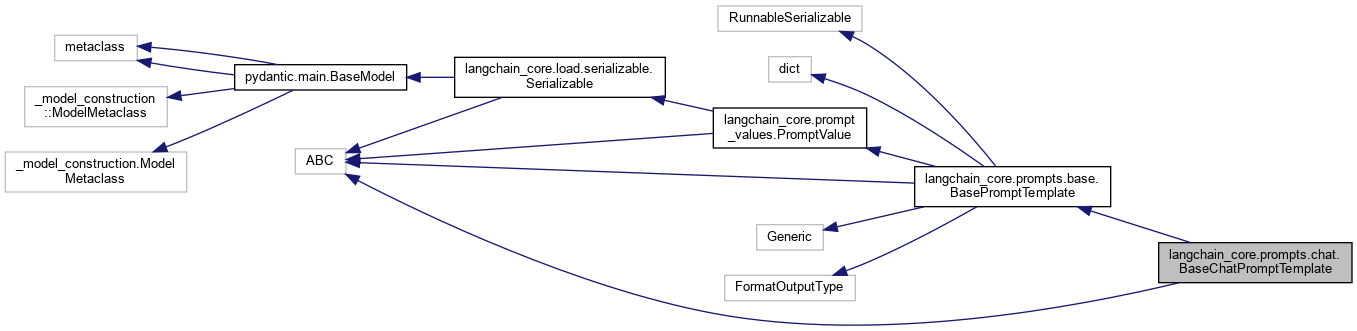 RunnableSerializable
metaclass
dict
pydantic.main.BaseModel
langchain_core.load.serializable.
Serializable
_model_construction
::ModelMetaclass
langchain_core.prompt
_values.PromptValue
ABC
_model_construction.Model
Metaclass
langchain_core.prompts.base.
BasePromptTemplate
Generic
langchain_core.prompts.chat.
BaseChatPromptTemplate
FormatOutputType